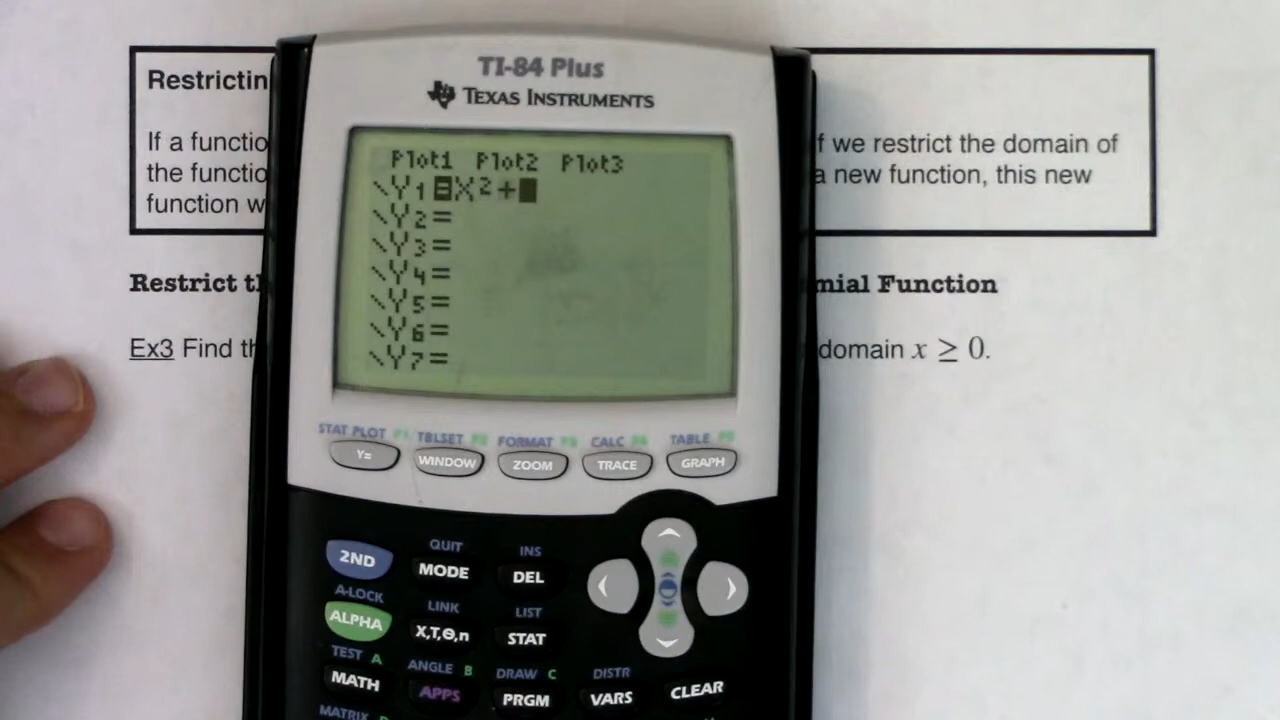 Restrictin
If a functio f we restrict the domain of
the functio a new function, this new
function w
Restrict th mial Function
Ex3 Find th domain x ≥ 0.
TI-84 Plus
TEXAS INSTRUMENTS
Plot1 Plot2 Plot3
\Y1=X²+
\Y2=
\Y3=
\Y4=
\Y5=
\Y6=
\Y7=
STAT PLOT F1 TBLSET F2 FORMAT F3 CALC F4 TABLE F5
Y= WINDOW ZOOM TRACE GRAPH
QUIT INS
2ND MODE DEL
A-LOCK LINK LIST
ALPHA X,T,Θ,n STAT
TEST A ANGLE B DRAW C DISTR
MATH APPS PRGM VARS CLEAR
MATRIX